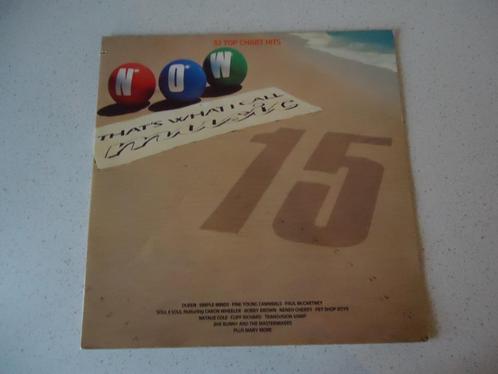 32 TOP CHART HITS
NOW
THAT'S WHAT I CALL
MUSIC
15
QUEEN · SIMPLE MINDS · FINE YOUNG CANNIBALS · PAUL McCARTNEY
SOUL II SOUL featuring CARON WHEELER · BOBBY BROWN · NENEH CHERRY · PET SHOP BOYS
NATALIE COLE · CLIFF RICHARD · TRANSVISION VAMP
JIVE BUNNY AND THE MASTERMIXERS
PLUS MANY MORE